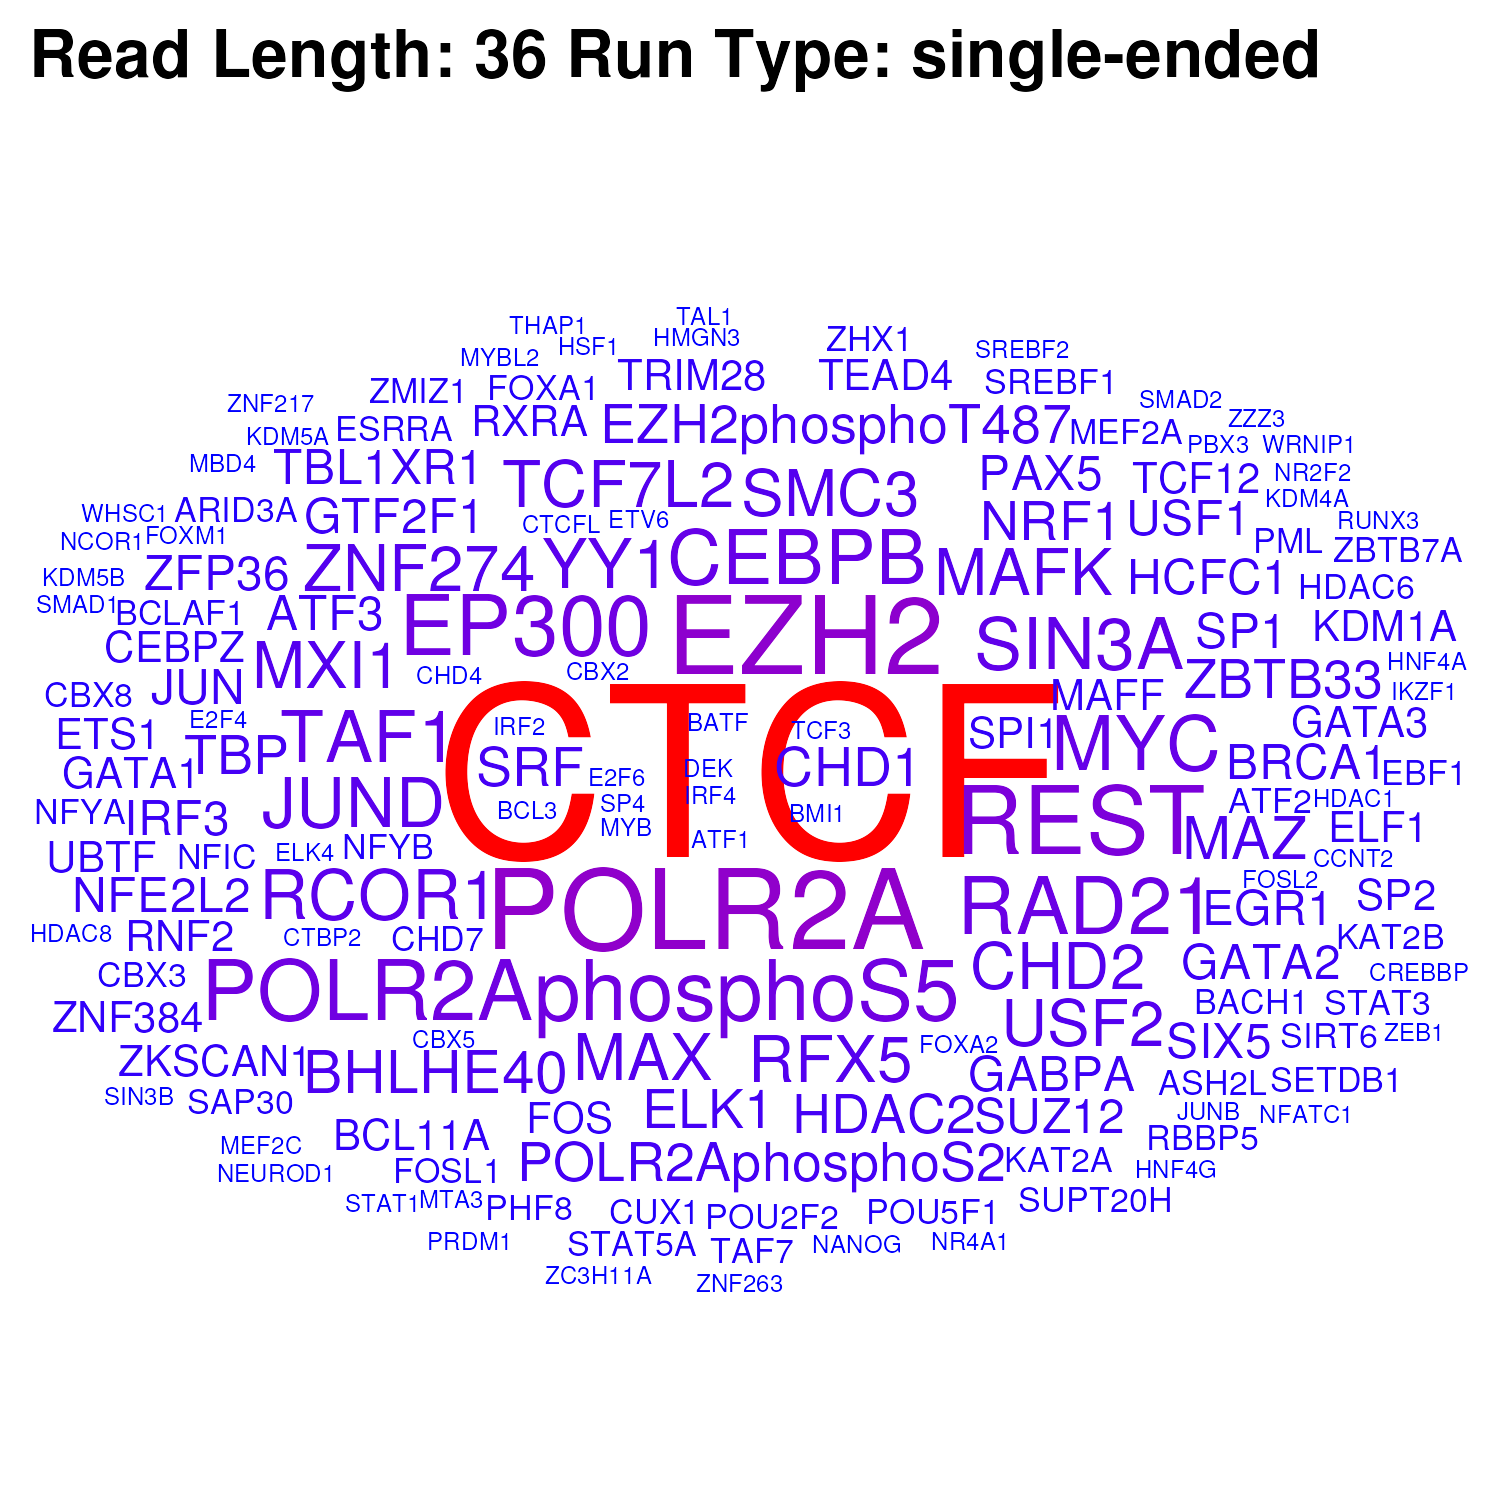 Read Length: 36 Run Type: single-ended
TAL1
THAP1
HMGN3
ZHX1
HSF1
SREBF2
MYBL2
TRIM28
TEAD4
SREBF1
ZMIZ1
FOXA1
ZNF217
SMAD2
RXRA
EZH2phosphoT487
MEF2A
ZZZ3
KDM5A
ESRRA
PBX3
WRNIP1
MBD4
TBL1XR1
TCF7L2
SMC3
PAX5
TCF12
NR2F2
KDM4A
WHSC1
ARID3A
GTF2F1
CTCFL
ETV6
NRF1
USF1
RUNX3
NCOR1
FOXM1
PML
ZBTB7A
KDM5B
ZFP36
ZNF274
YY1
CEBPB
MAFK
HCFC1
HDAC6
SMAD1
BCLAF1
ATF3
EP300
EZH2
SIN3A
SP1
KDM1A
CEBPZ
MXI1
CHD4
CBX2
ZBTB33
HNF4A
CBX8
JUN
MAFF
IKZF1
E2F4
IRF2
BATF
TCF3
GATA3
ETS1
TBP
TAF1
CTCF
SPI1
MYC
GATA1
SRF
E2F6
DEK
CHD1
BRCA1
EBF1
NFYA
IRF3
JUND
BCL3
SP4
IRF4
BMI1
REST
ATF2
HDAC1
MYB
ATF1
MAZ
ELF1
UBTF
NFIC
ELK4
NFYB
CCNT2
NFE2L2
RCOR1
POLR2A
RAD21
FOSL2
EGR1
SP2
HDAC8
RNF2
CTBP2
CHD7
KAT2B
CBX3
POLR2AphosphoS5
CHD2
GATA2
CREBBP
ZNF384
BACH1
STAT3
CBX5
FOXA2
USF2
SIX5
SIRT6
ZEB1
ZKSCAN1
BHLHE40
MAX
RFX5
GABPA
ASH2L
SETDB1
SIN3B
SAP30
FOS
ELK1
HDAC2
SUZ12
JUNB
NFATC1
MEF2C
BCL11A
RBBP5
NEUROD1
FOSL1
POLR2AphosphoS2
KAT2A
HNF4G
STAT1
MTA3
PHF8
CUX1
POU2F2
POU5F1
SUPT20H
PRDM1
STAT5A
TAF7
NANOG
NR4A1
ZC3H11A
ZNF263